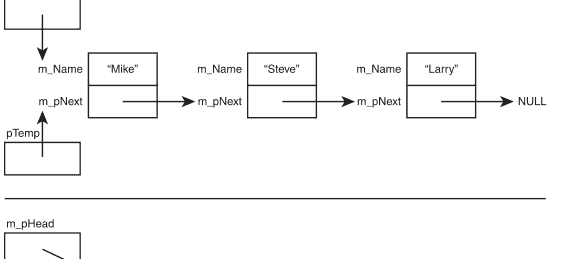 m_Name "Mike" m_Name "Steve" m_Name "Larry"
m_pNext m_pNext m_pNext NULL
pTemp
m_pHead